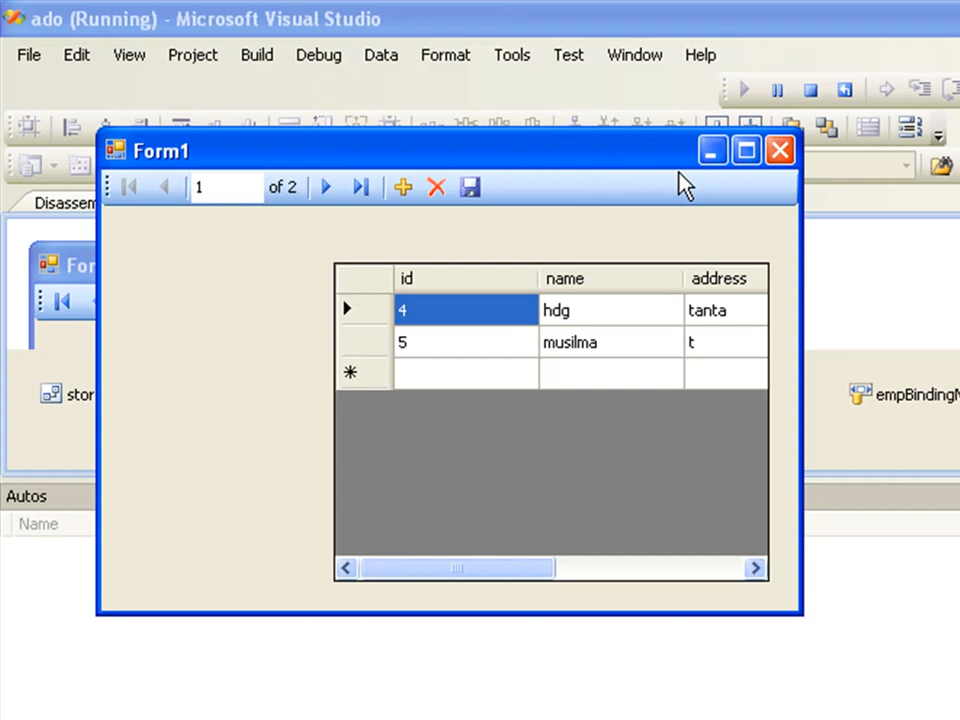 ado (Running) - Microsoft Visual Studio
File Edit View Project Build Debug Data Format Tools Test Window Help
Form1
1 of 2
Disassem
For
id name address
4 hdg tanta
5 musilma t
stor
empBindingN
Autos
Name